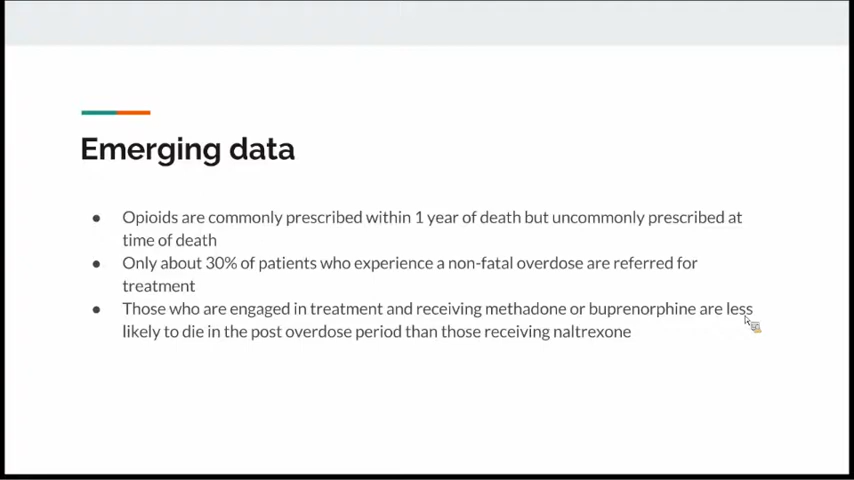 Emerging data
● Opioids are commonly prescribed within 1 year of death but uncommonly prescribed at
time of death
● Only about 30% of patients who experience a non-fatal overdose are referred for
treatment
● Those who are engaged in treatment and receiving methadone or buprenorphine are less
likely to die in the post overdose period than those receiving naltrexone